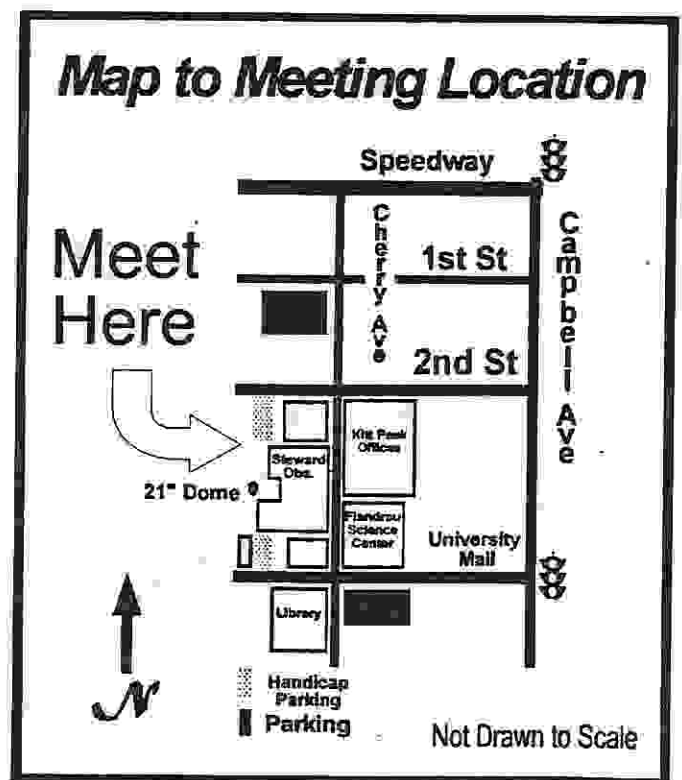 Map to Meeting Location
Speedway
Cherry Ave
Campbell Ave
1st St
Meet
Here
2nd St
Kitt Peak
Offices
Steward
Obs.
21" Dome
Flandrau
Science
Center
University
Mall
Library
N
Handicap
Parking
Parking
Not Drawn to Scale